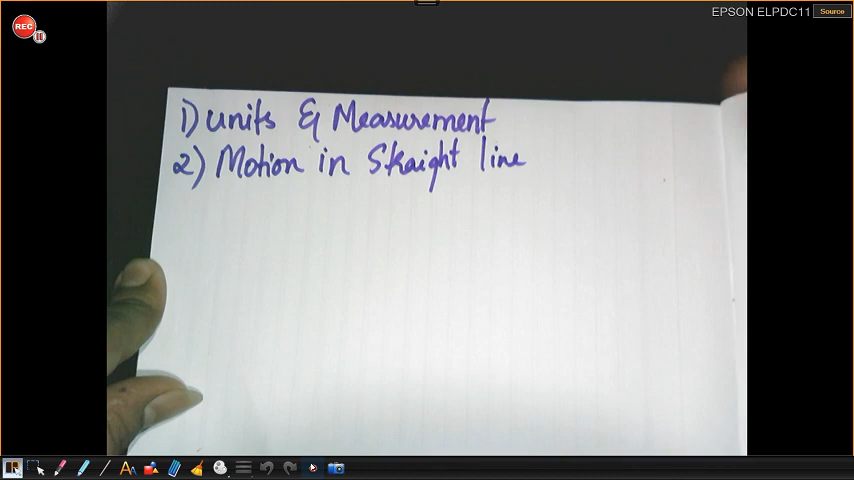 REC
EPSON ELPDC11
Source
1) units & Measurement
2) Motion in Straight line